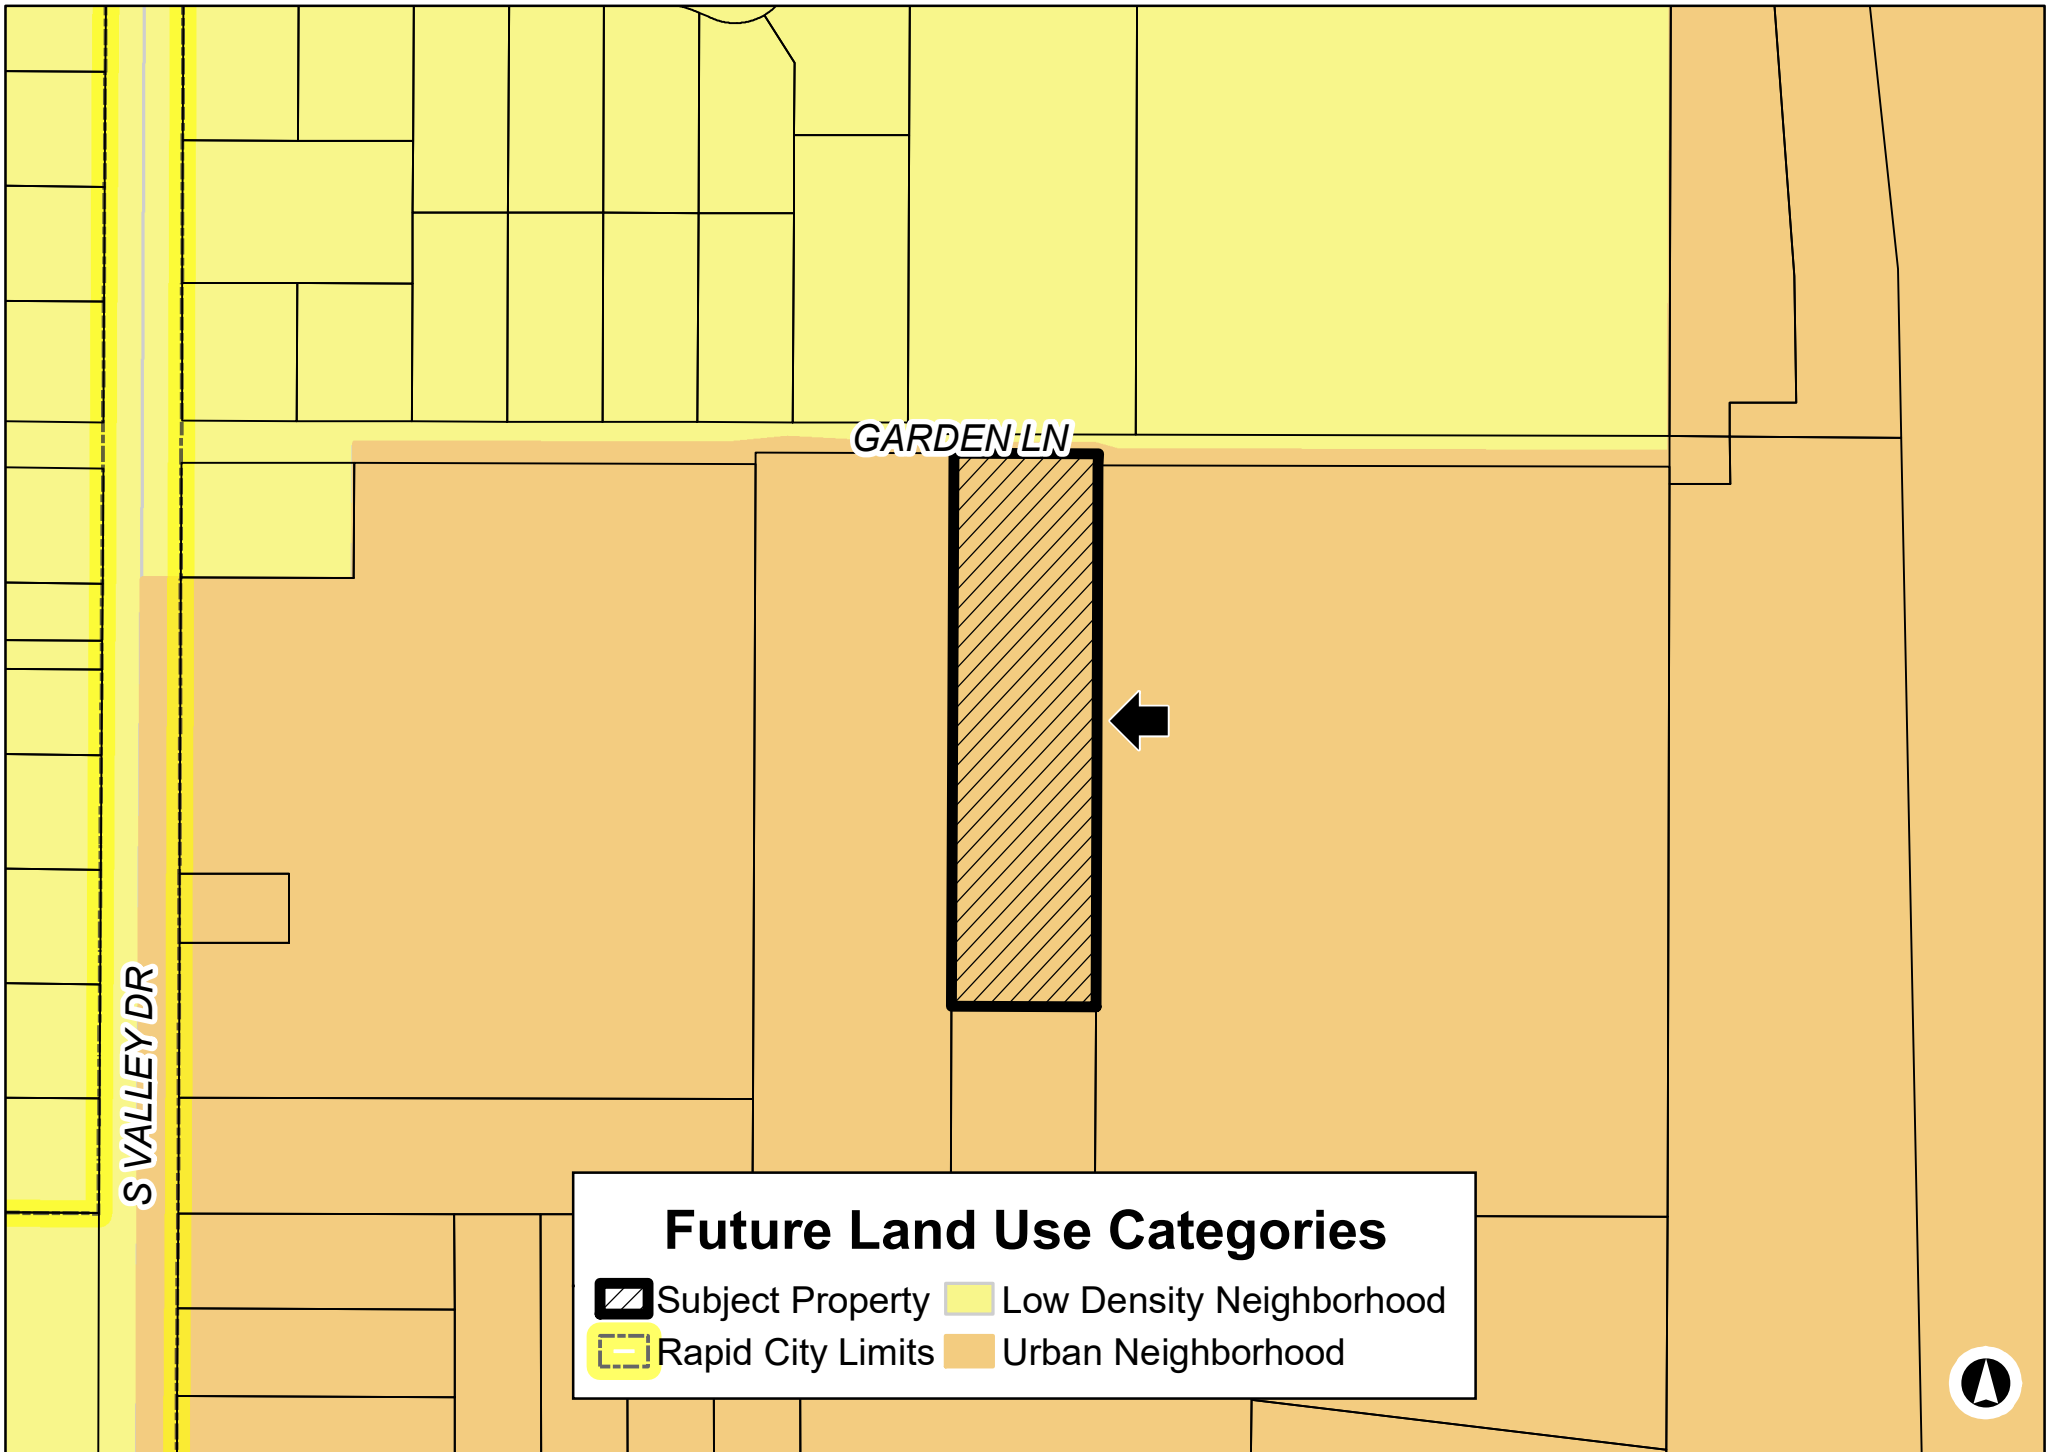 GARDEN LN
S VALLEY DR
Future Land Use Categories
Subject Property
Low Density Neighborhood
Rapid City Limits
Urban Neighborhood